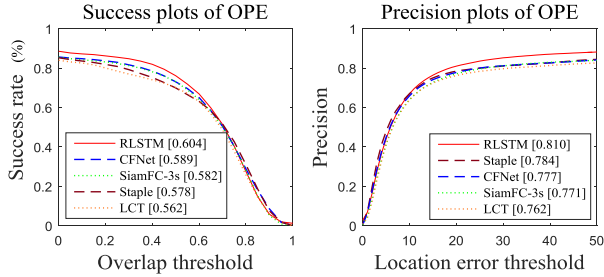 Success plots of OPE
Success rate (%)
1
0.8
0.6
0.4
0.2
0
RLSTM [0.604]
CFNet [0.589]
SiamFC-3s [0.582]
Staple [0.578]
LCT [0.562]
0 0.2 0.4 0.6 0.8 1
Overlap threshold
Precision plots of OPE
Precision
1
0.8
0.6
0.4
0.2
0
RLSTM [0.810]
Staple [0.784]
CFNet [0.777]
SiamFC-3s [0.771]
LCT [0.762]
0 10 20 30 40 50
Location error threshold